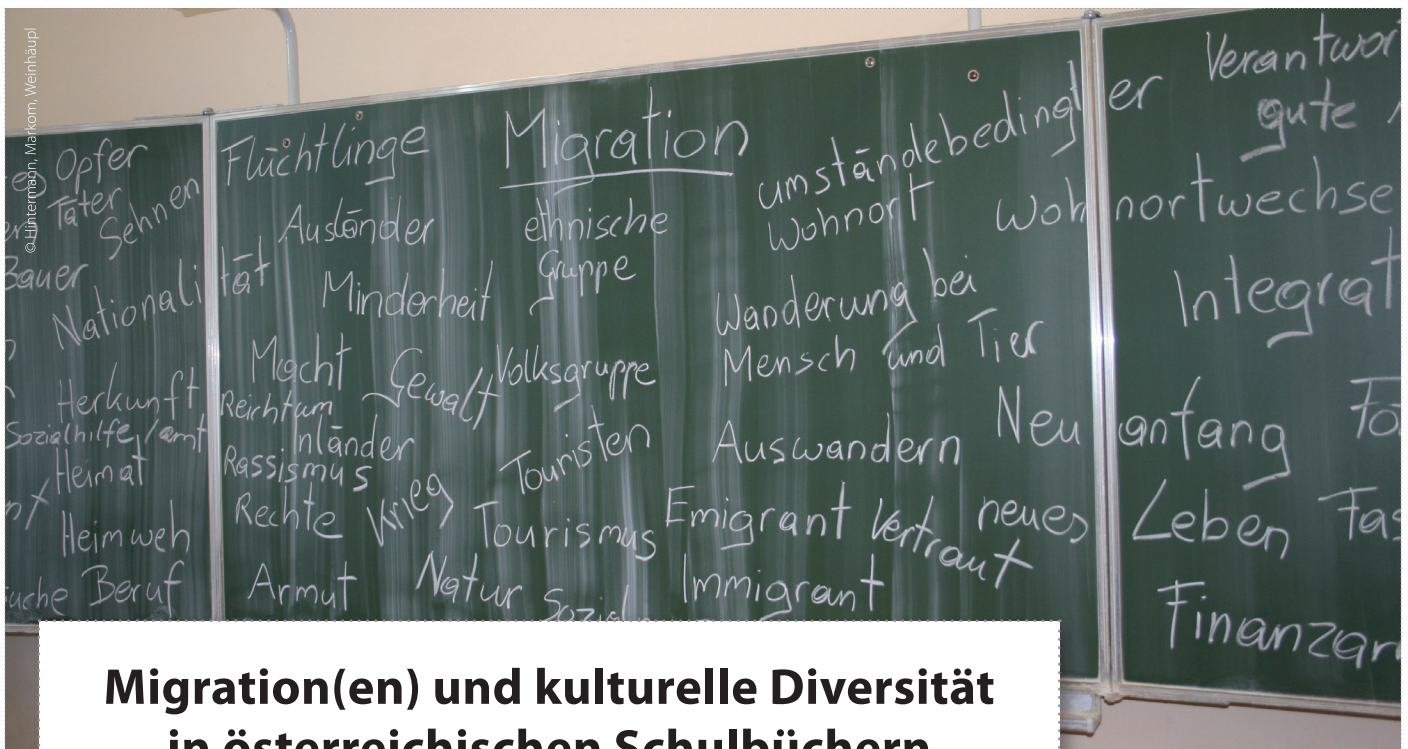 © Hintermann, Markom, Weinhäupl
Opfer
Täter
Sehnen
Bauer
Nationalität
Herkunft
Sozialhilfe/amt
Heimat
Heimweh
Beruf
Flüchtlinge
Migration
Ausländer
ethnische
Gruppe
Minderheit
Macht
Gewalt
Volksgruppe
Reichtum
Inländer
Rassismus
Touristen
Rechte
Krieg
Tourismus
Armut
Natur
umständebedingter
Wohnort
Wohnortwechse
Wanderung bei
Mensch und Tier
Auswandern
Neuanfang
Emigrant
Vertraut
neues Leben
Immigrant
Verantwor
gute
Integrat
Finanzam
Migration(en) und kulturelle Diversität
in österreichischen Schulbüchern